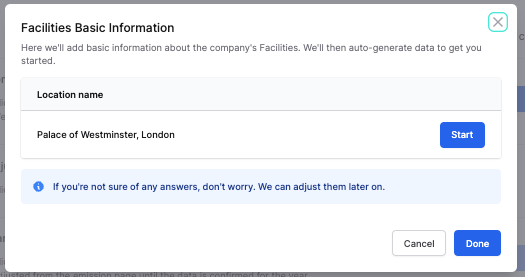 Facilities Basic Information
Here we'll add basic information about the company's Facilities. We'll then auto-generate data to get you
started.
Location name
Palace of Westminster, London
Start
If you're not sure of any answers, don't worry. We can adjust them later on.
Cancel
Done